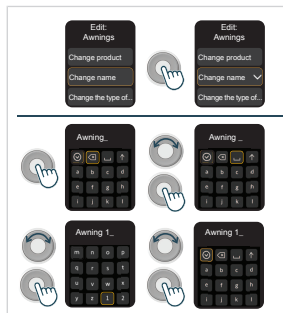 Edit:
Awnings
Change product
Change name
Change the type of...
Edit:
Awnings
Change product
Change name
Change the type of...
Awning_
a b c d
e f g h
i j k l
Awning _
a b c d
e f g h
i j k l
Awning 1_
m n o p
q r s t
u v w x
y z 1 2
Awning 1_
a b c d
e f g h
i j k l